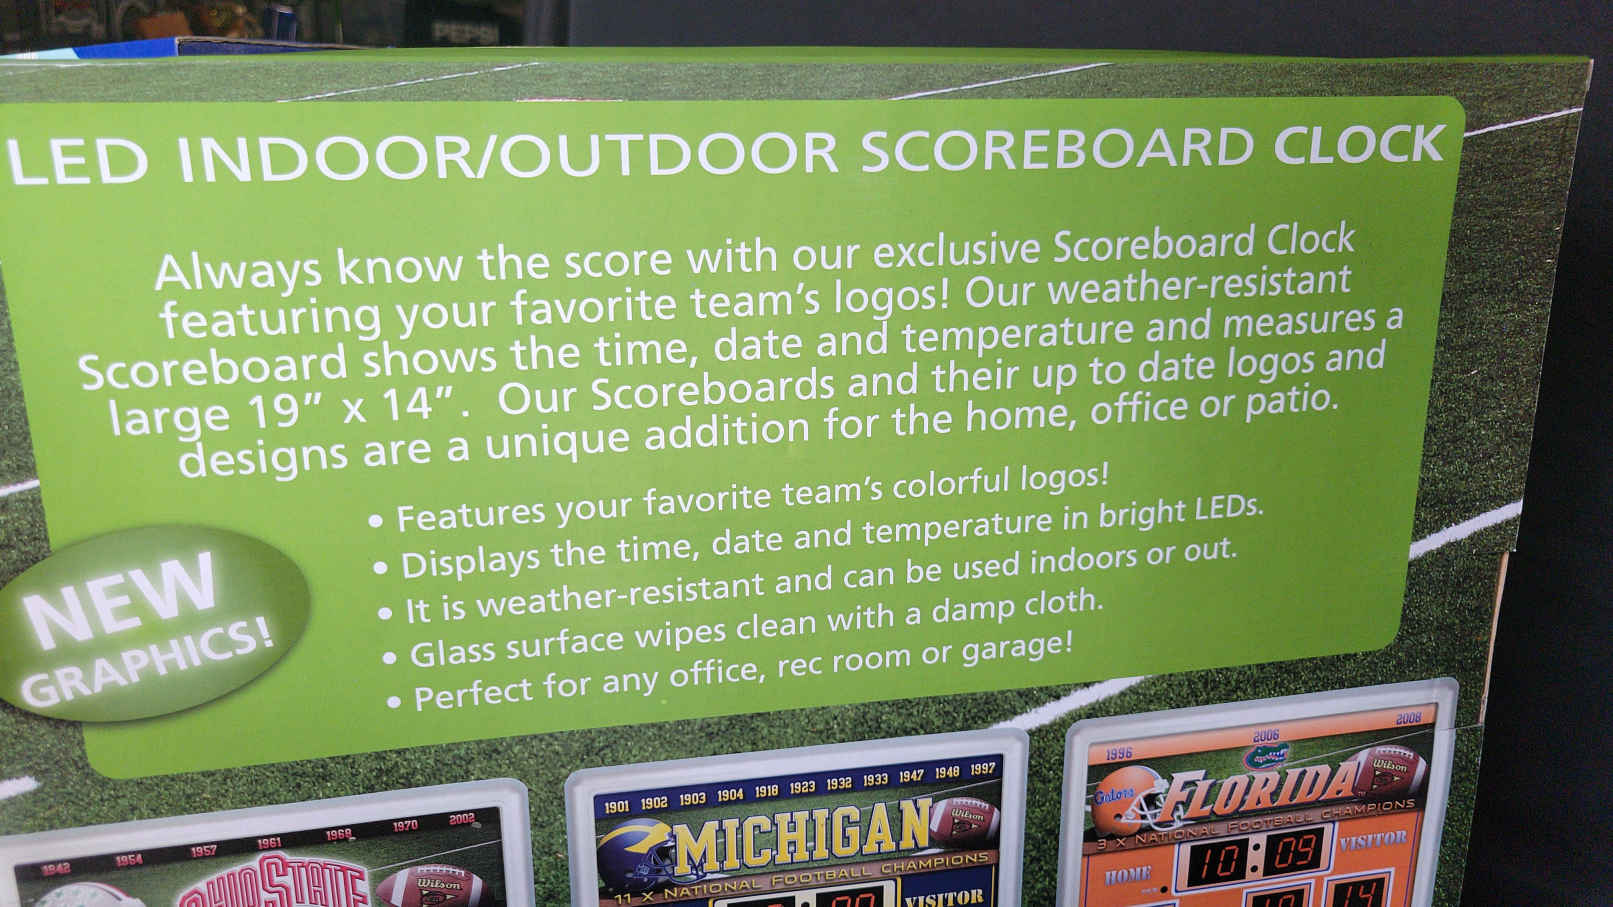 PEPSI
LED INDOOR/OUTDOOR SCOREBOARD CLOCK
Always know the score with our exclusive Scoreboard Clock
featuring your favorite team's logos! Our weather-resistant
Scoreboard shows the time, date and temperature and measures a
large 19” x 14”. Our Scoreboards and their up to date logos and
designs are a unique addition for the home, office or patio.
• Features your favorite team's colorful logos!
• Displays the time, date and temperature in bright LEDs.
• It is weather-resistant and can be used indoors or out.
• Glass surface wipes clean with a damp cloth.
• Perfect for any office, rec room or garage!
NEW
GRAPHICS!
1942 1954 1957 1961 1968 1970 2002
OHIO STATE
Wilson
1901 1902 1903 1904 1918 1923 1932 1933 1947 1948 1997
MICHIGAN
Wilson
11 X NATIONAL FOOTBALL CHAMPIONS
VISITOR
1996 2006 2008
Gators
FLORIDA
Wilson
3 X NATIONAL FOOTBALL CHAMPIONS
HOME
10:09
VISITOR
14